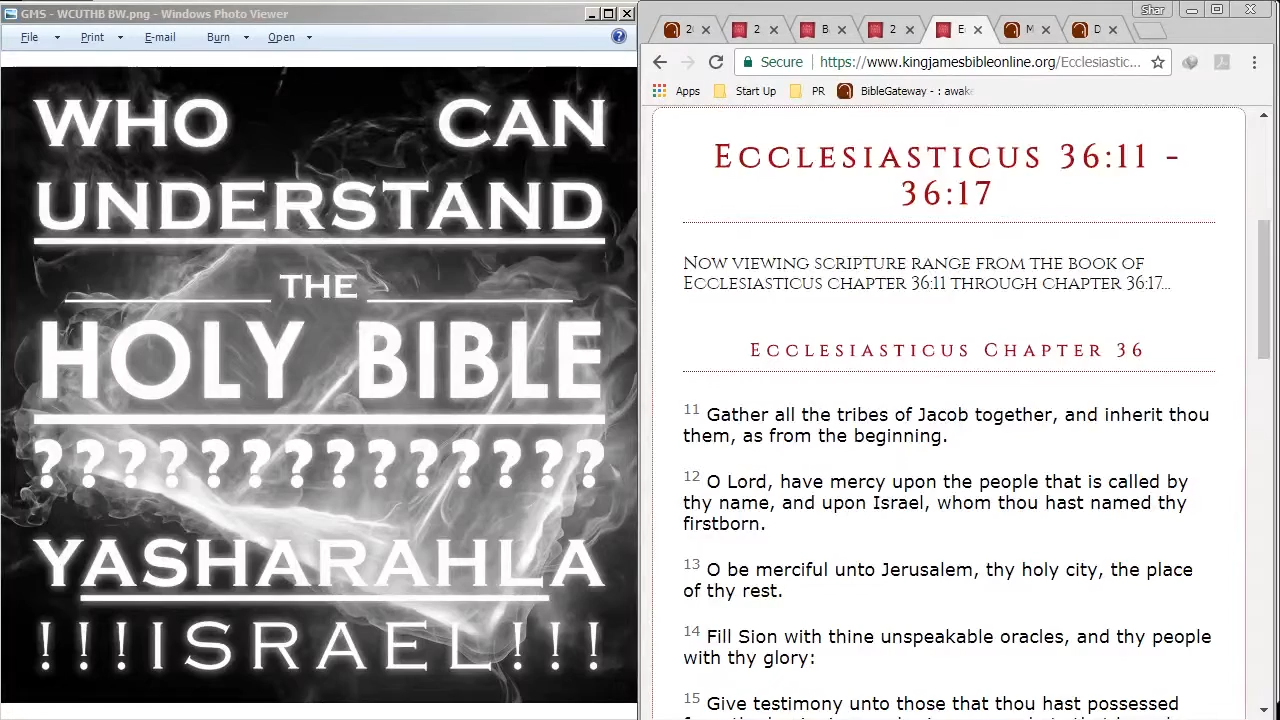 GMS - WCUTHB BW.png - Windows Photo Viewer
File Print E-mail Burn Open
WHO CAN
UNDERSTAND
THE
HOLY BIBLE
??????????????
YASHARAHLA
!!!ISRAEL!!!
Shar
2 2 B 2 E M D
Secure https://www.kingjamesbibleonline.org/Ecclesiastic...
Apps Start Up PR BibleGateway - : awak
Ecclesiasticus 36:11 -
36:17
Now viewing scripture range from the book of
Ecclesiasticus chapter 36:11 through chapter 36:17...
Ecclesiasticus Chapter 36
11 Gather all the tribes of Jacob together, and inherit thou
them, as from the beginning.
12 O Lord, have mercy upon the people that is called by
thy name, and upon Israel, whom thou hast named thy
firstborn.
13 O be merciful unto Jerusalem, thy holy city, the place
of thy rest.
14 Fill Sion with thine unspeakable oracles, and thy people
with thy glory:
15 Give testimony unto those that thou hast possessed